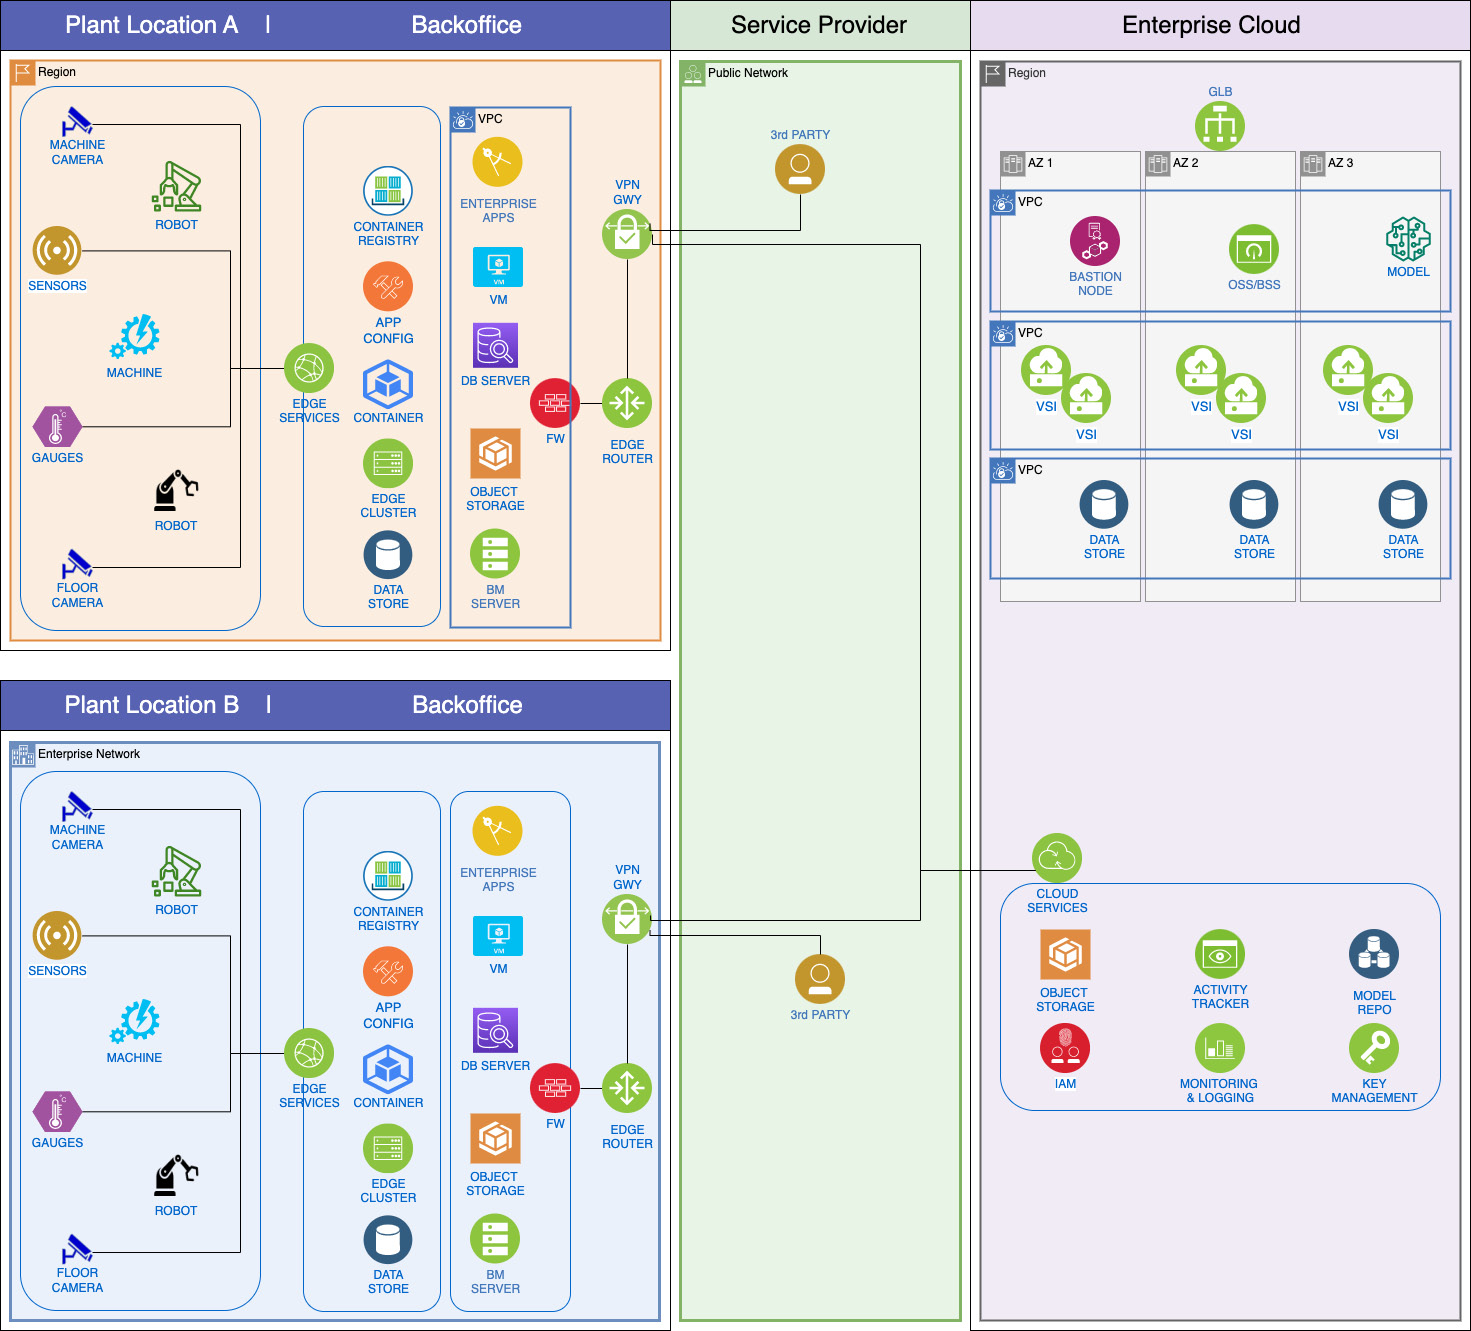 Plant Location A | Backoffice
Service Provider
Enterprise Cloud
Region
MACHINE
CAMERA
ROBOT
SENSORS
MACHINE
GAUGES
ROBOT
FLOOR
CAMERA
EDGE
SERVICES
CONTAINER
REGISTRY
APP
CONFIG
CONTAINER
EDGE
CLUSTER
DATA
STORE
VPC
ENTERPRISE
APPS
VM
VM
DB SERVER
FW
OBJECT
STORAGE
BM
SERVER
VPN
GWY
EDGE
ROUTER
Plant Location B | Backoffice
Enterprise Network
MACHINE
CAMERA
ROBOT
SENSORS
MACHINE
GAUGES
ROBOT
FLOOR
CAMERA
EDGE
SERVICES
CONTAINER
REGISTRY
APP
CONFIG
CONTAINER
EDGE
CLUSTER
DATA
STORE
ENTERPRISE
APPS
VM
VM
DB SERVER
FW
OBJECT
STORAGE
BM
SERVER
VPN
GWY
EDGE
ROUTER
Public Network
3rd PARTY
3rd PARTY
Region
GLB
AZ 1
AZ 2
AZ 3
VPC
BASTION
NODE
OSS/BSS
MODEL
VPC
VSI
VSI
VSI
VSI
VSI
VSI
VPC
DATA
STORE
DATA
STORE
DATA
STORE
CLOUD
SERVICES
OBJECT
STORAGE
ACTIVITY
TRACKER
MODEL
REPO
IAM
MONITORING
& LOGGING
KEY
MANAGEMENT